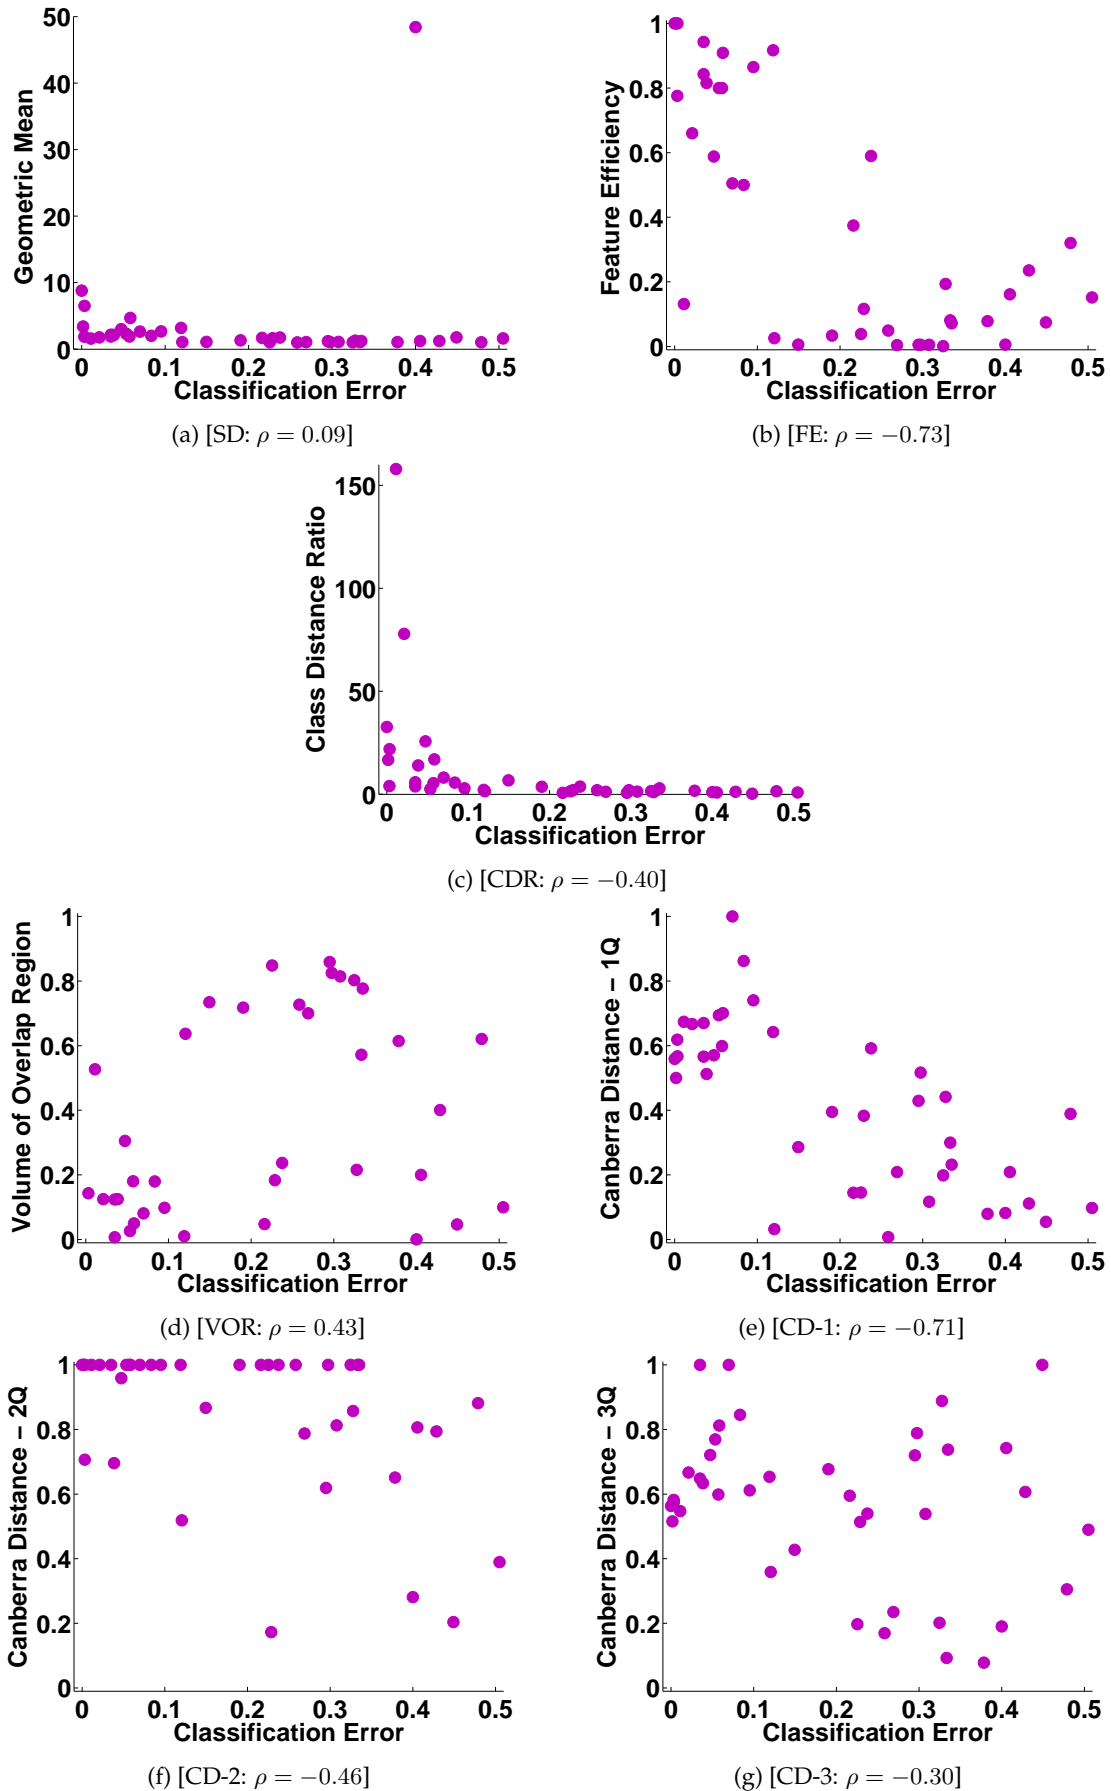 50
40
30
20
10
0
Geometric Mean
0 0.1 0.2 0.3 0.4 0.5
Classification Error
(a) [SD: ρ = 0.09]
1
0.8
0.6
0.4
0.2
0
Feature Efficiency
0 0.1 0.2 0.3 0.4 0.5
Classification Error
(b) [FE: ρ = −0.73]
150
100
50
0
Class Distance Ratio
0 0.1 0.2 0.3 0.4 0.5
Classification Error
(c) [CDR: ρ = −0.40]
1
0.8
0.6
0.4
0.2
0
Volume of Overlap Region
0 0.1 0.2 0.3 0.4 0.5
Classification Error
(d) [VOR: ρ = 0.43]
1
0.8
0.6
0.4
0.2
0
Canberra Distance − 1Q
0 0.1 0.2 0.3 0.4 0.5
Classification Error
(e) [CD-1: ρ = −0.71]
1
0.8
0.6
0.4
0.2
0
Canberra Distance − 2Q
0 0.1 0.2 0.3 0.4 0.5
Classification Error
(f) [CD-2: ρ = −0.46]
1
0.8
0.6
0.4
0.2
0
Canberra Distance − 3Q
0 0.1 0.2 0.3 0.4 0.5
Classification Error
(g) [CD-3: ρ = −0.30]